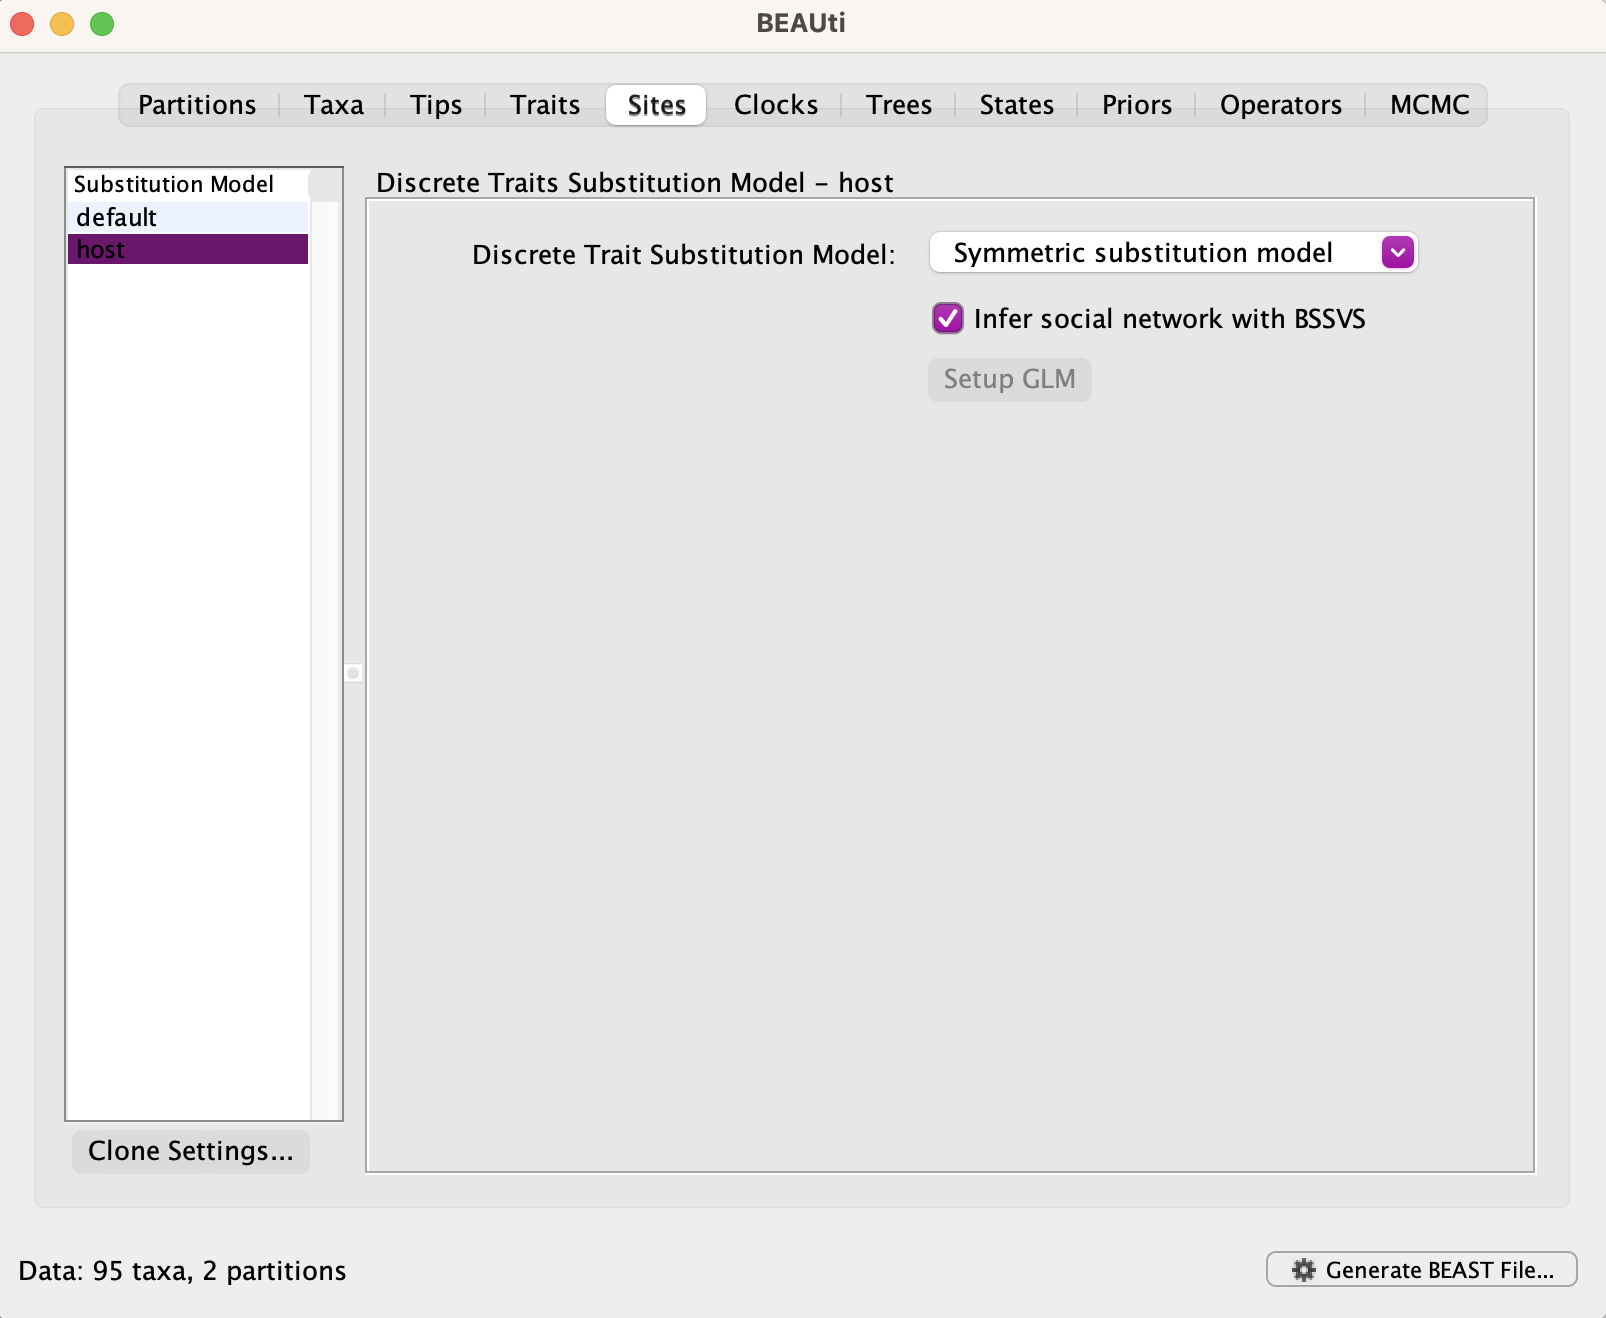 BEAUti
Partitions Taxa Tips Traits Sites Clocks Trees States Priors Operators MCMC
Substitution Model
default
host
Discrete Traits Substitution Model – host
Discrete Trait Substitution Model: Symmetric substitution model
Infer social network with BSSVS
Setup GLM
Clone Settings...
Data: 95 taxa, 2 partitions
Generate BEAST File...